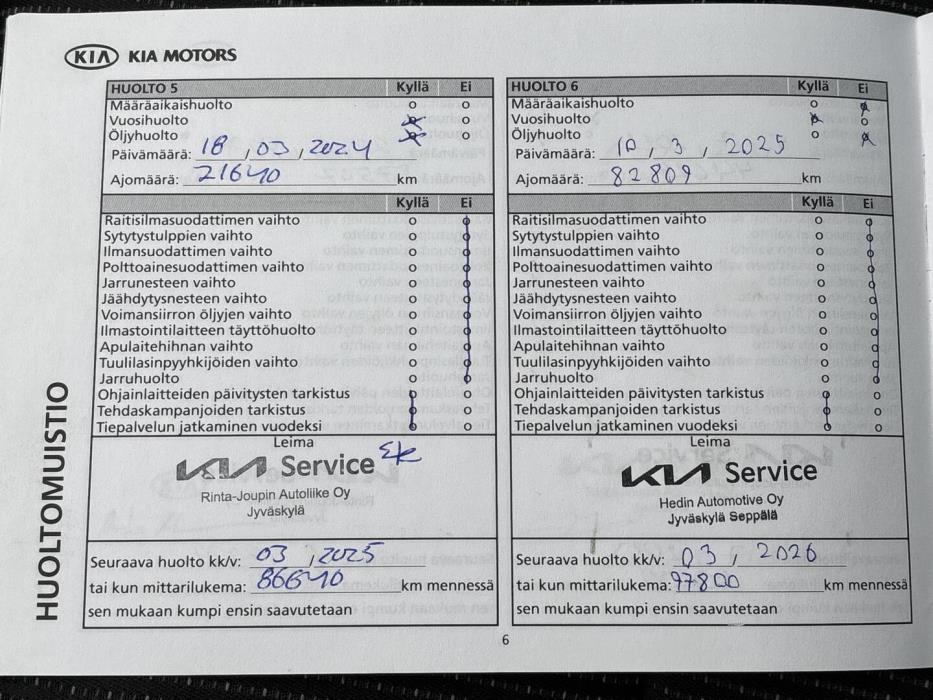 KIA KIA MOTORS
HUOLTO 5 Kyllä Ei
Määräaikaishuolto
Vuosihuolto
Öljyhuolto
Päivämäärä: 18 / 03 / 2024
Ajomäärä: 71640 km
Kyllä Ei
Raitisilmasuodattimen vaihto
Sytytystulppien vaihto
Ilmansuodattimen vaihto
Polttoainesuodattimen vaihto
Jarrunesteen vaihto
Jäähdytysnesteen vaihto
Voimansiirron öljyjen vaihto
Ilmastointilaitteen täyttöhuolto
Apulaitehihnan vaihto
Tuulilasinpyyhkijöiden vaihto
Jarruhuolto
Ohjainlaitteiden päivitysten tarkistus
Tehdaskampanjoiden tarkistus
Tiepalvelun jatkaminen vuodeksi
Leima
KIA Service
Rinta-Joupin Autoliike Oy
Jyväskylä
Seuraava huolto kk/v: 03 / 2025
tai kun mittarilukema: 86640 km mennessä
sen mukaan kumpi ensin saavutetaan
HUOLTO 6 Kyllä Ei
Määräaikaishuolto
Vuosihuolto
Öljyhuolto
Päivämäärä: 10 / 3 / 2025
Ajomäärä: 82809 km
Kyllä Ei
Raitisilmasuodattimen vaihto
Sytytystulppien vaihto
Ilmansuodattimen vaihto
Polttoainesuodattimen vaihto
Jarrunesteen vaihto
Jäähdytysnesteen vaihto
Voimansiirron öljyjen vaihto
Ilmastointilaitteen täyttöhuolto
Apulaitehihnan vaihto
Tuulilasinpyyhkijöiden vaihto
Jarruhuolto
Ohjainlaitteiden päivitysten tarkistus
Tehdaskampanjoiden tarkistus
Tiepalvelun jatkaminen vuodeksi
Leima
KIA Service
Hedin Automotive Oy
Jyväskylä Seppälä
Seuraava huolto kk/v: 03 / 2026
tai kun mittarilukema: 97800 km mennessä
sen mukaan kumpi ensin saavutetaan
HUOLTOMUISTIO
6